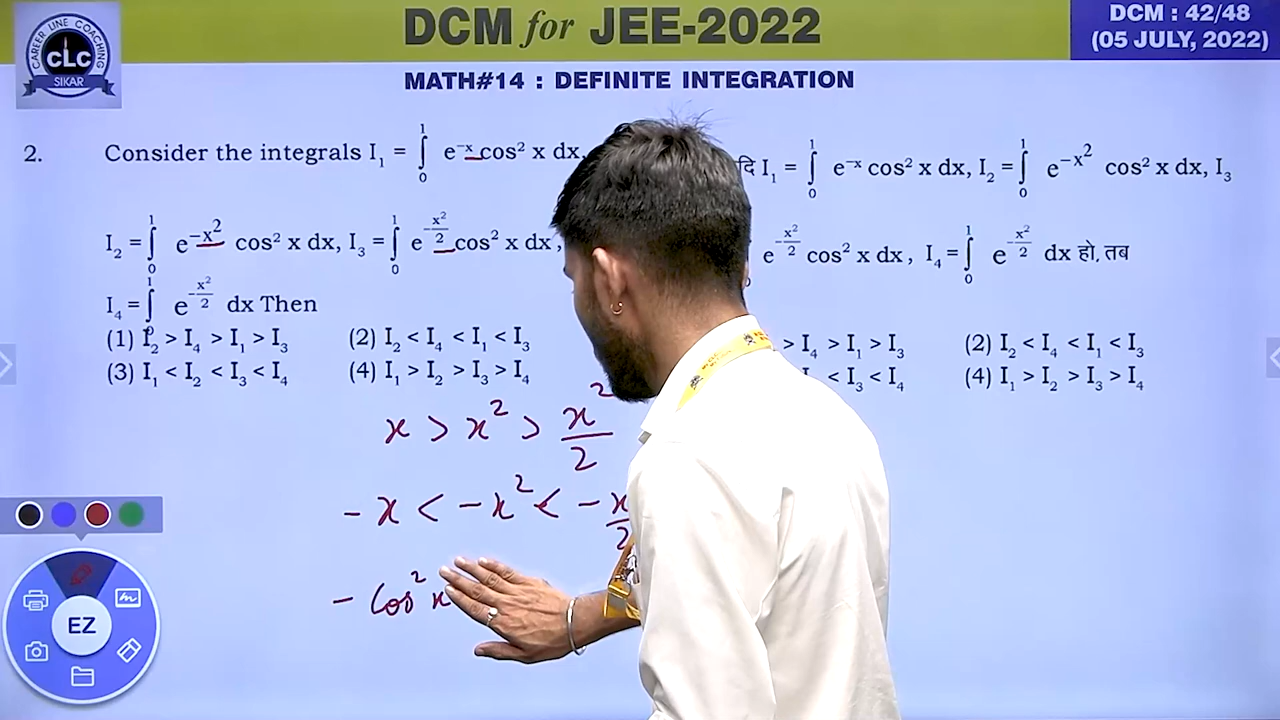 DCM for JEE-2022
DCM : 42/48
(05 JULY, 2022)
CAREER LINE COACHING
CLC
SIKAR
MATH#14 : DEFINITE INTEGRATION
2. Consider the integrals I₁ = ∫₀¹ e⁻ˣ cos² x dx,
I₂ = ∫₀¹ e^(-x²) cos² x dx, I₃ = ∫₀¹ e^(-x²/2) cos² x dx,
I₄ = ∫₀¹ e^(-x²/2) dx Then
(1) I₂ > I₄ > I₁ > I₃ (2) I₂ < I₄ < I₁ < I₃
(3) I₁ < I₂ < I₃ < I₄ (4) I₁ > I₂ > I₃ > I₄
I₁ = ∫₀¹ e⁻ˣ cos² x dx, I₂ = ∫₀¹ e^(-x²) cos² x dx, I₃
e^(-x²/2) cos² x dx, I₄ = ∫₀¹ e^(-x²/2) dx हो, तब
> I₄ > I₁ > I₃ (2) I₂ < I₄ < I₁ < I₃
< I₃ < I₄ (4) I₁ > I₂ > I₃ > I₄
x > x² > x²/2
- x < - x² < - x/2
- Cos² x
EZ